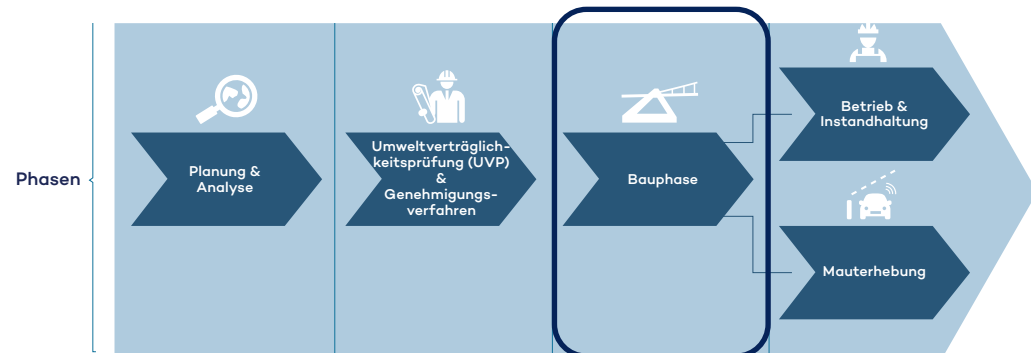 Phasen
Planung &
Analyse
Umweltverträglich-
keitsprüfung (UVP)
&
Genehmigungs-
verfahren
Bauphase
Betrieb &
Instandhaltung
Mauterhebung